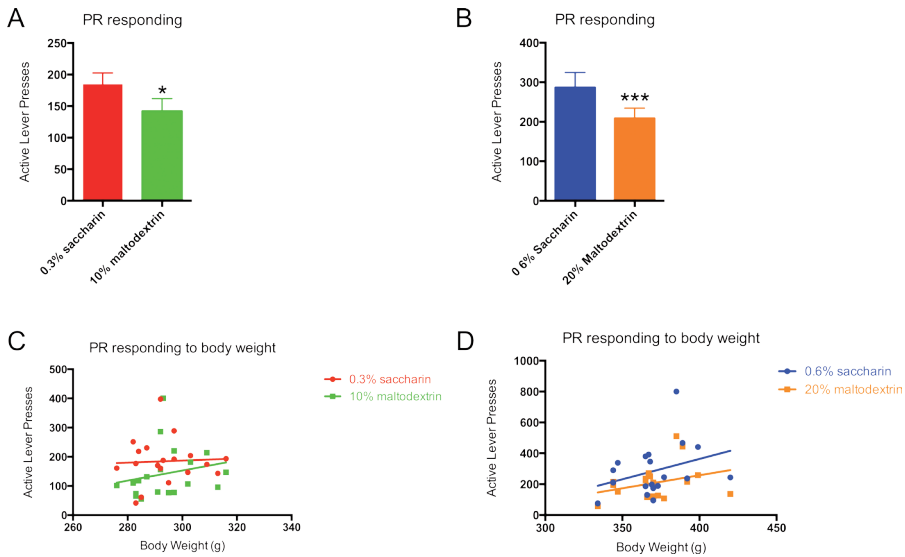 A
PR responding
Active Lever Presses
250
200
150
100
50
0
*
0.3% saccharin
10% maltodextrin
B
PR responding
Active Lever Presses
400
300
200
100
0
***
0 6% Saccharin
20% Maltodextrin
C
PR responding to body weight
Active Lever Presses
500
400
300
200
100
0
260
280
300
320
340
Body Weight (g)
0.3% saccharin
10% maltodextrin
D
PR responding to body weight
Active Lever Presses
1000
800
600
400
200
0
300
350
400
450
Body Weight (g)
0.6% saccharin
20% maltodextrin